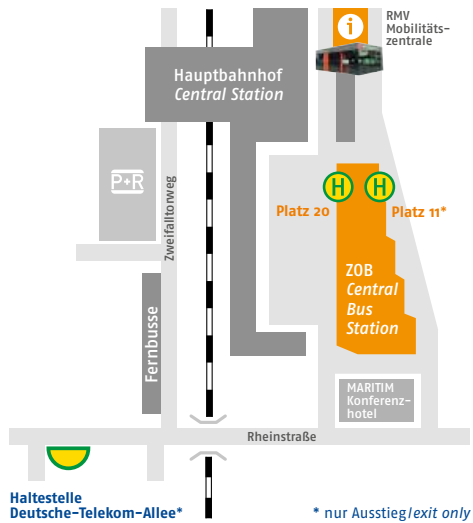 i
RMV
Mobilitäts-
zentrale
Hauptbahnhof
Central Station
P+R
Zweifalltorweg
H
H
Platz 20
Platz 11*
ZOB
Central
Bus
Station
Fernbusse
MARITIM
Konferenz-
hotel
Rheinstraße
Haltestelle
Deutsche-Telekom-Allee*
* nur Ausstieg/exit only